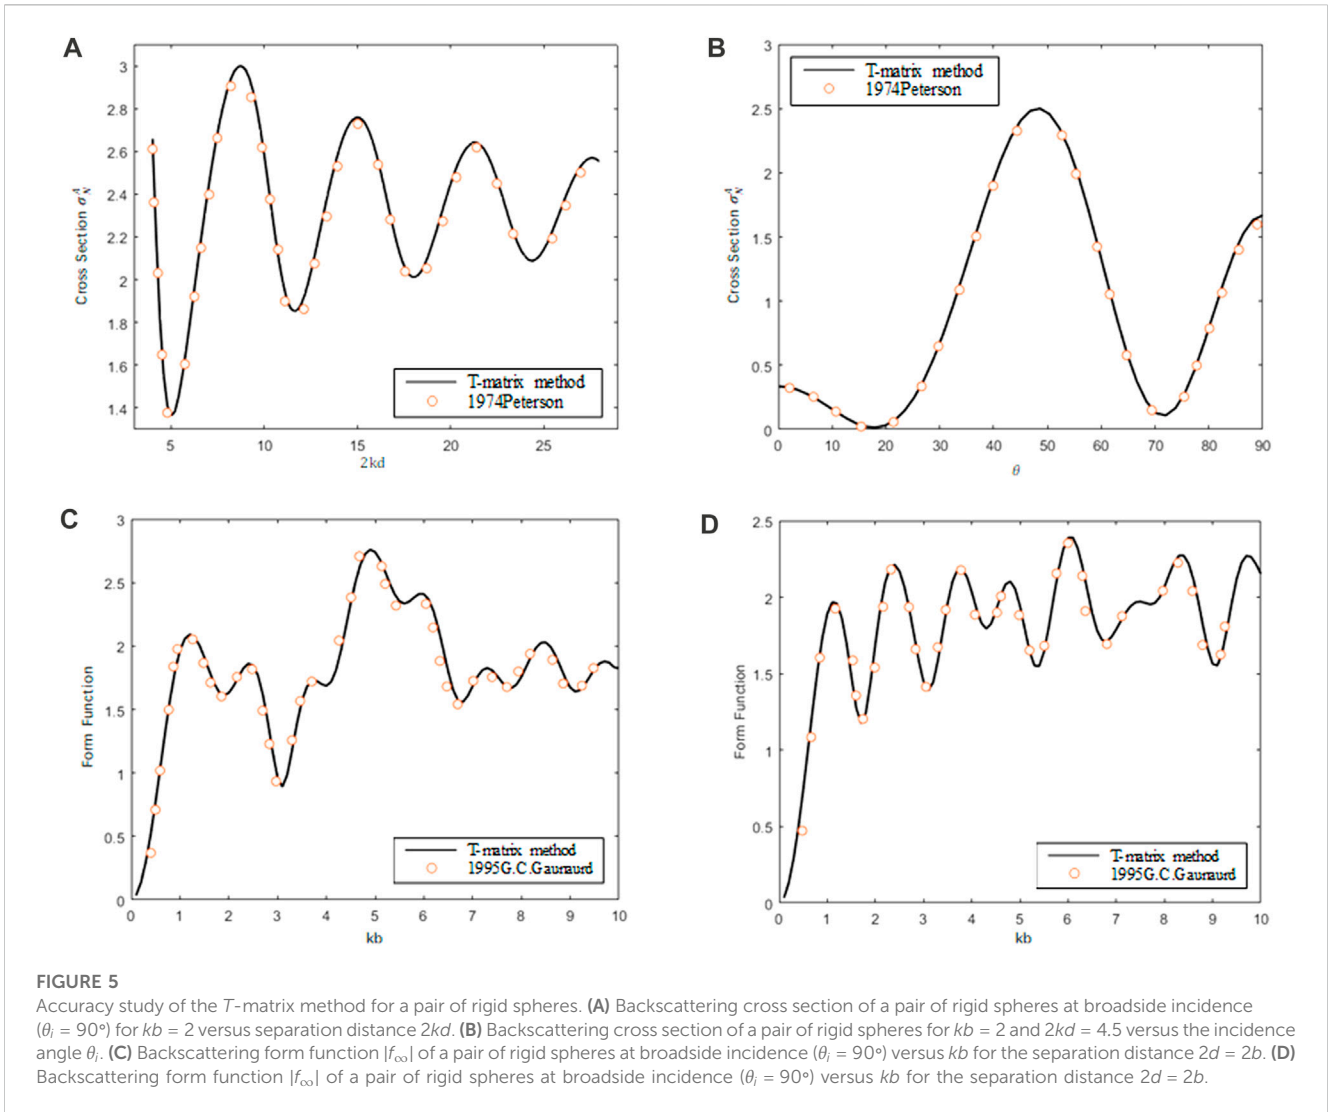 A
3
2.8
2.6
2.4
2.2
2
1.8
1.6
1.4
Cross Section σ_N^A
5 10 15 20 25
2kd
T-matrix method
1974Peterson
B
3
2.5
2
1.5
1
0.5
0
Cross Section σ_N^A
0 10 20 30 40 50 60 70 80 90
θ
T-matrix method
1974Peterson
C
3
2.5
2
1.5
1
0.5
0
Form Function
0 1 2 3 4 5 6 7 8 9 10
kb
T-matrix method
1995G.C.Gaunaurd
D
2.5
2
1.5
1
0.5
0
Form Function
0 1 2 3 4 5 6 7 8 9 10
kb
T-matrix method
1995G.C.Gaunaurd
FIGURE 5
Accuracy study of the T-matrix method for a pair of rigid spheres. (A) Backscattering cross section of a pair of rigid spheres at broadside incidence
(θi = 90°) for kb = 2 versus separation distance 2kd. (B) Backscattering cross section of a pair of rigid spheres for kb = 2 and 2kd = 4.5 versus the incidence
angle θi. (C) Backscattering form function |f∞| of a pair of rigid spheres at broadside incidence (θi = 90°) versus kb for the separation distance 2d = 2b. (D)
Backscattering form function |f∞| of a pair of rigid spheres at broadside incidence (θi = 90°) versus kb for the separation distance 2d = 2b.